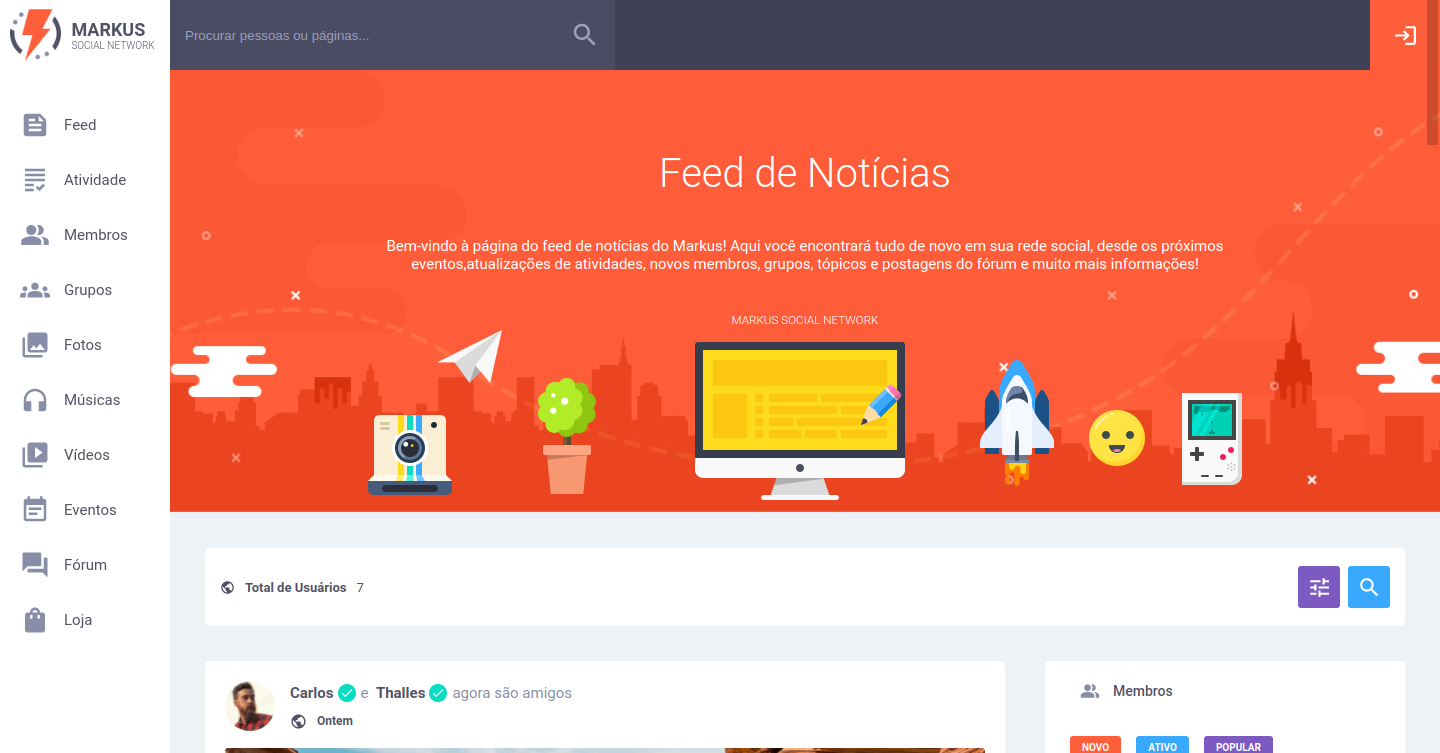 MARKUS
SOCIAL NETWORK
Procurar pessoas ou páginas...
Feed
Atividade
Membros
Grupos
Fotos
Músicas
Vídeos
Eventos
Fórum
Loja
Feed de Notícias
Bem-vindo à página do feed de notícias do Markus! Aqui você encontrará tudo de novo em sua rede social, desde os próximos
eventos,atualizações de atividades, novos membros, grupos, tópicos e postagens do fórum e muito mais informações!
MARKUS SOCIAL NETWORK
Total de Usuários 7
Carlos e Thalles agora são amigos
Ontem
Membros
NOVO ATIVO POPULAR